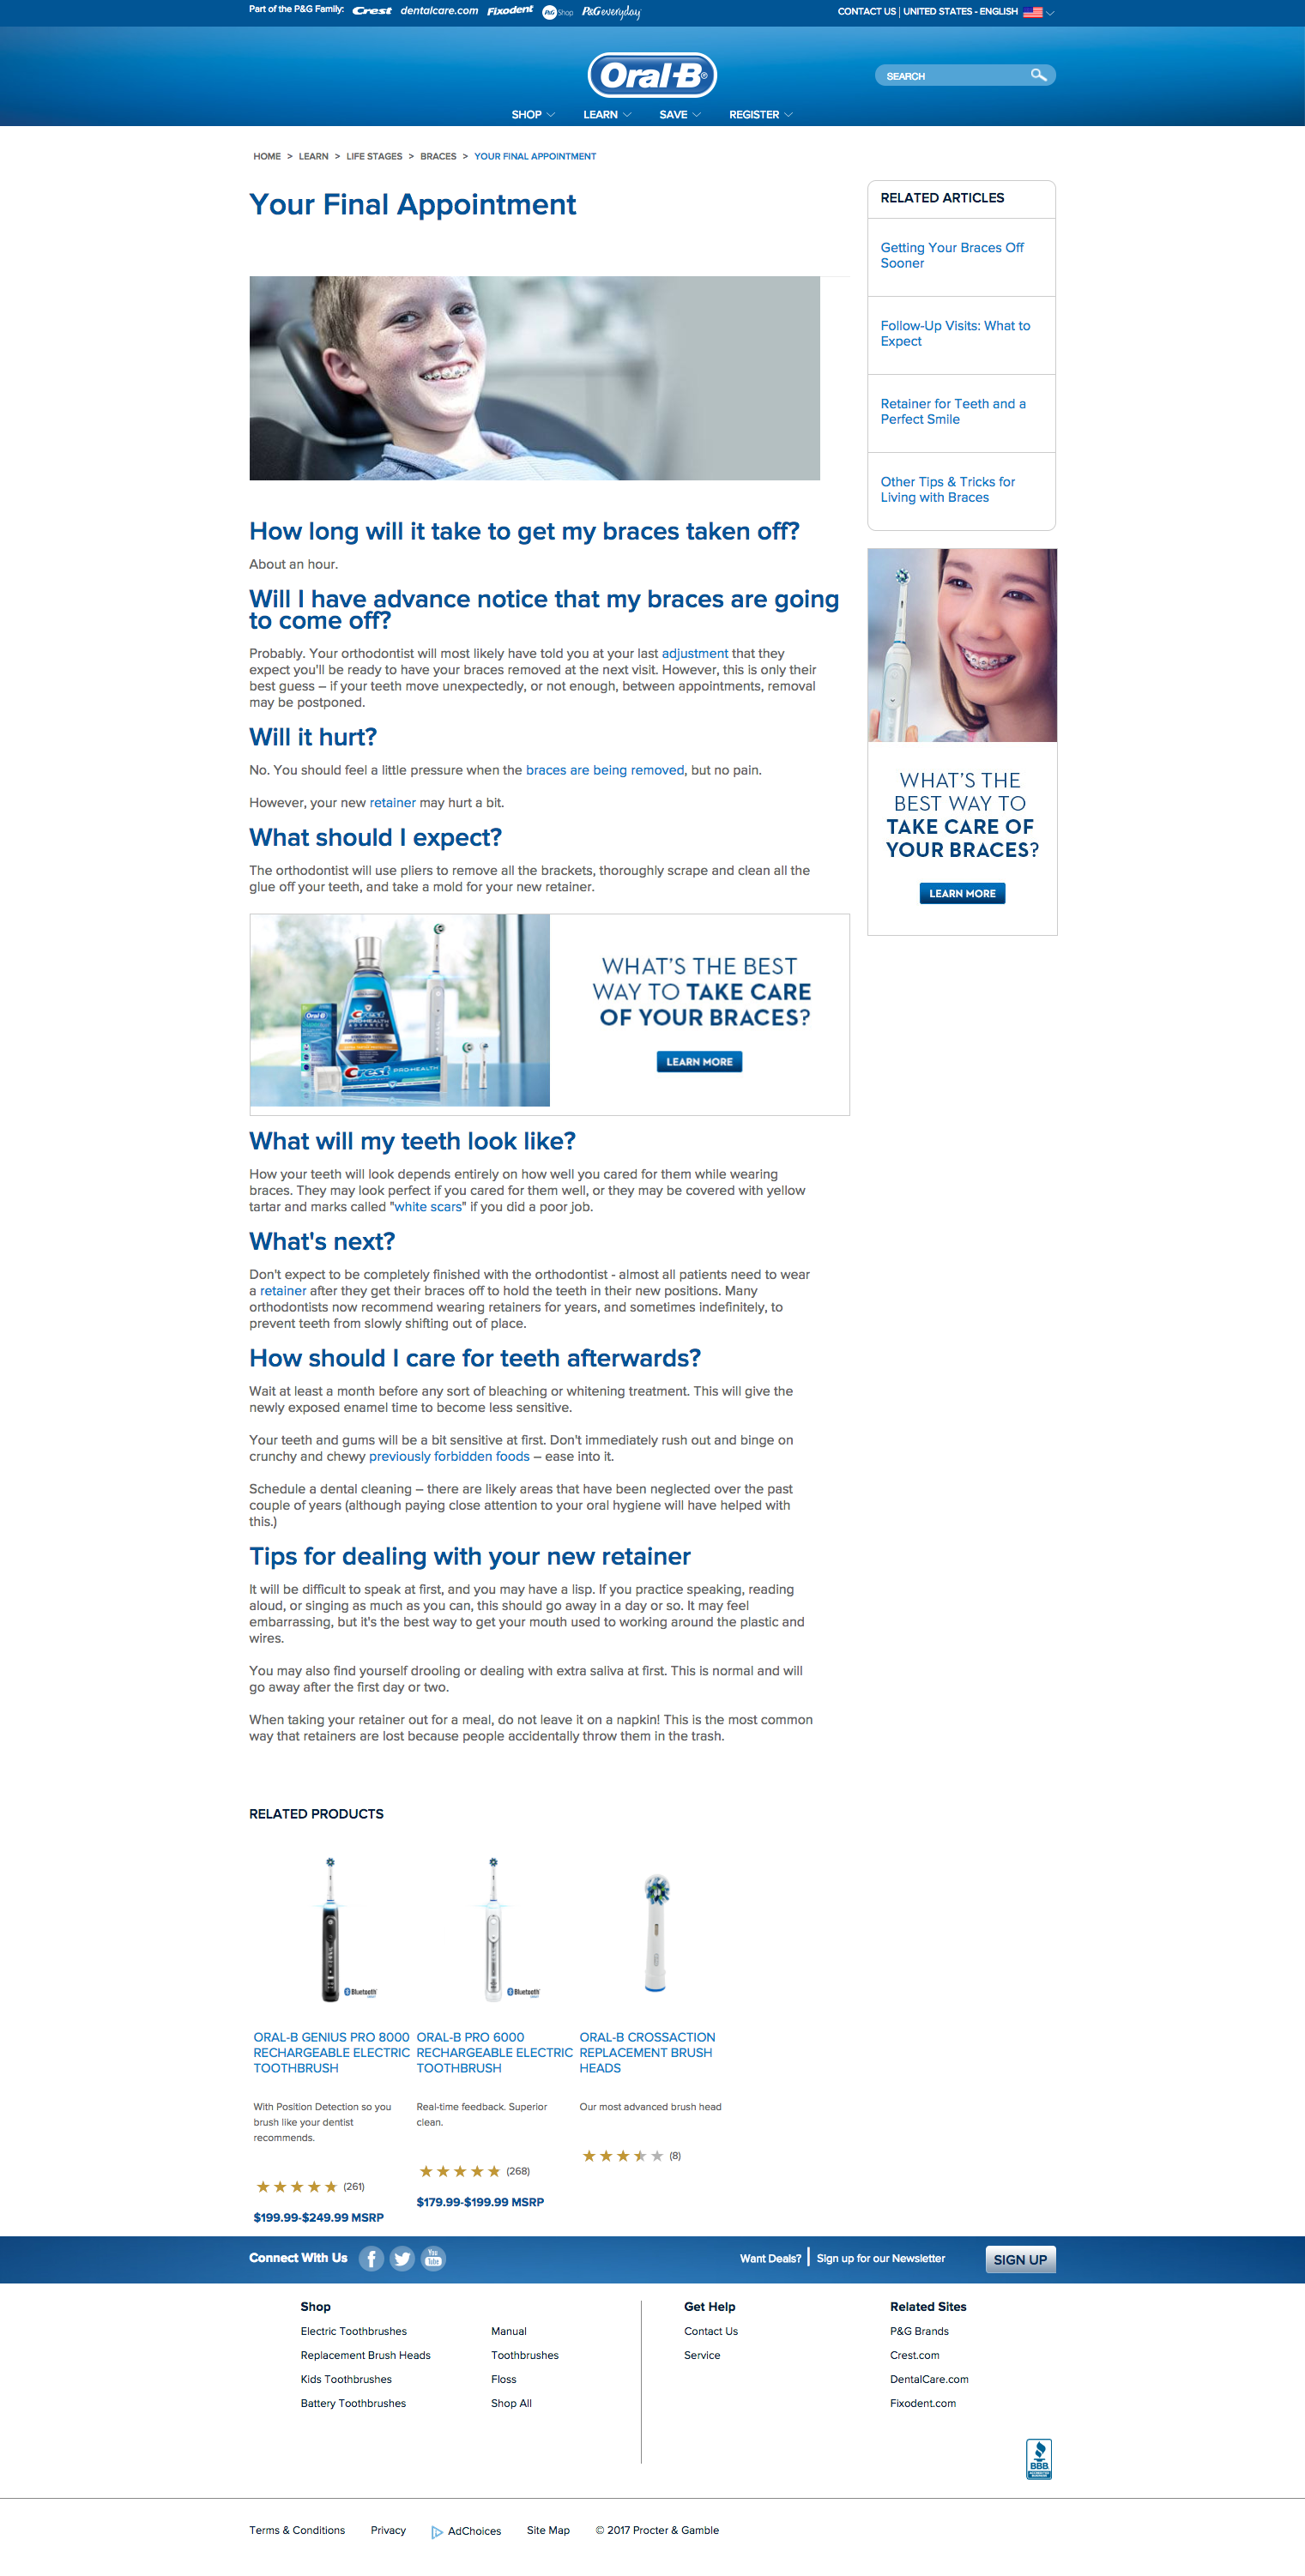 Part of the P&G Family: Crest dentalcare.com Fixodent P&G Shop P&G everyday
CONTACT US | UNITED STATES - ENGLISH
Oral-B
SEARCH
SHOP LEARN SAVE REGISTER
HOME > LEARN > LIFE STAGES > BRACES > YOUR FINAL APPOINTMENT
Your Final Appointment
How long will it take to get my braces taken off?
About an hour.
Will I have advance notice that my braces are going
to come off?
Probably. Your orthodontist will most likely have told you at your last adjustment that they
expect you'll be ready to have your braces removed at the next visit. However, this is only their
best guess – if your teeth move unexpectedly, or not enough, between appointments, removal
may be postponed.
Will it hurt?
No. You should feel a little pressure when the braces are being removed, but no pain.
However, your new retainer may hurt a bit.
What should I expect?
The orthodontist will use pliers to remove all the brackets, thoroughly scrape and clean all the
glue off your teeth, and take a mold for your new retainer.
Oral-B
Crest
PRO-HEALTH
ADVANCED
Crest PRO-HEALTH
WHAT'S THE BEST
WAY TO TAKE CARE
OF YOUR BRACES?
LEARN MORE
What will my teeth look like?
How your teeth will look depends entirely on how well you cared for them while wearing
braces. They may look perfect if you cared for them well, or they may be covered with yellow
tartar and marks called "white scars" if you did a poor job.
What's next?
Don't expect to be completely finished with the orthodontist - almost all patients need to wear
a retainer after they get their braces off to hold the teeth in their new positions. Many
orthodontists now recommend wearing retainers for years, and sometimes indefinitely, to
prevent teeth from slowly shifting out of place.
How should I care for teeth afterwards?
Wait at least a month before any sort of bleaching or whitening treatment. This will give the
newly exposed enamel time to become less sensitive.
Your teeth and gums will be a bit sensitive at first. Don't immediately rush out and binge on
crunchy and chewy previously forbidden foods – ease into it.
Schedule a dental cleaning – there are likely areas that have been neglected over the past
couple of years (although paying close attention to your oral hygiene will have helped with
this.)
Tips for dealing with your new retainer
It will be difficult to speak at first, and you may have a lisp. If you practice speaking, reading
aloud, or singing as much as you can, this should go away in a day or so. It may feel
embarrassing, but it's the best way to get your mouth used to working around the plastic and
wires.
You may also find yourself drooling or dealing with extra saliva at first. This is normal and will
go away after the first day or two.
When taking your retainer out for a meal, do not leave it on a napkin! This is the most common
way that retainers are lost because people accidentally throw them in the trash.
RELATED ARTICLES
Getting Your Braces Off
Sooner
Follow-Up Visits: What to
Expect
Retainer for Teeth and a
Perfect Smile
Other Tips & Tricks for
Living with Braces
WHAT'S THE
BEST WAY TO
TAKE CARE OF
YOUR BRACES?
LEARN MORE
RELATED PRODUCTS
Bluetooth
ORAL-B GENIUS PRO 8000
RECHARGEABLE ELECTRIC
TOOTHBRUSH
With Position Detection so you
brush like your dentist
recommends.
(261)
$199.99-$249.99 MSRP
Bluetooth
ORAL-B PRO 6000
RECHARGEABLE ELECTRIC
TOOTHBRUSH
Real-time feedback. Superior
clean.
(268)
$179.99-$199.99 MSRP
ORAL-B CROSSACTION
REPLACEMENT BRUSH
HEADS
Our most advanced brush head
(8)
Connect With Us
You Tube
Want Deals? | Sign up for our Newsletter
SIGN UP
Shop
Electric Toothbrushes
Replacement Brush Heads
Kids Toothbrushes
Battery Toothbrushes
Manual
Toothbrushes
Floss
Shop All
Get Help
Contact Us
Service
Related Sites
P&G Brands
Crest.com
DentalCare.com
Fixodent.com
BBB
Terms & Conditions Privacy AdChoices Site Map © 2017 Procter & Gamble